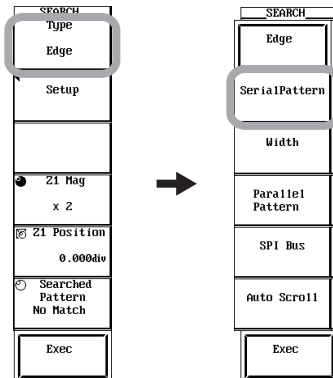 SEARCH
Type
Edge
Setup
Z1 Mag
x 2
Z1 Position
0.000div
Searched
Pattern
No Match
Exec
SEARCH
Edge
SerialPattern
Width
Parallel
Pattern
SPI Bus
Auto Scroll
Exec